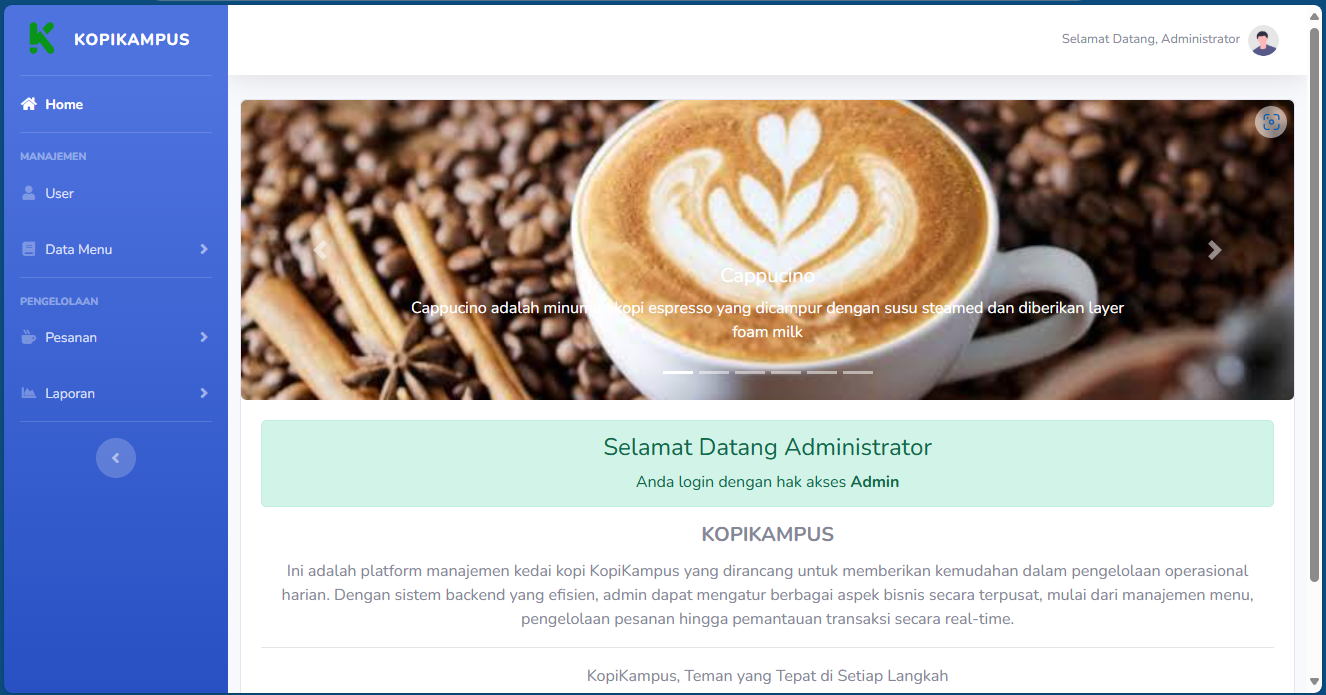 KOPIKAMPUS
Selamat Datang, Administrator
Home
MANAJEMEN
User
Data Menu
PENGELOLAAN
Pesanan
Laporan
Cappucino
Cappucino adalah minuman kopi espresso yang dicampur dengan susu steamed dan diberikan layer
foam milk
Selamat Datang Administrator
Anda login dengan hak akses Admin
KOPIKAMPUS
Ini adalah platform manajemen kedai kopi KopiKampus yang dirancang untuk memberikan kemudahan dalam pengelolaan operasional
harian. Dengan sistem backend yang efisien, admin dapat mengatur berbagai aspek bisnis secara terpusat, mulai dari manajemen menu,
pengelolaan pesanan hingga pemantauan transaksi secara real-time.
KopiKampus, Teman yang Tepat di Setiap Langkah